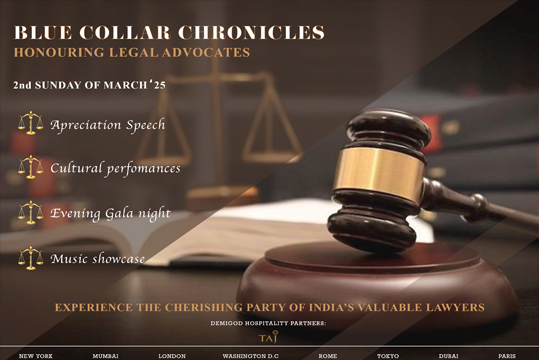 BLUE COLLAR CHRONICLES
HONOURING LEGAL ADVOCATES
2nd SUNDAY OF MARCH '25
Apreciation Speech
Cultural perfomances
Evening Gala night
Music showcase
EXPERIENCE THE CHERISHING PARTY OF INDIA'S VALUABLE LAWYERS
DEMIGOD HOSPITALITY PARTNERS:
TAJ
NEW YORK MUMBAI LONDON WASHINGTON D.C ROME TOKYO DUBAI PARIS